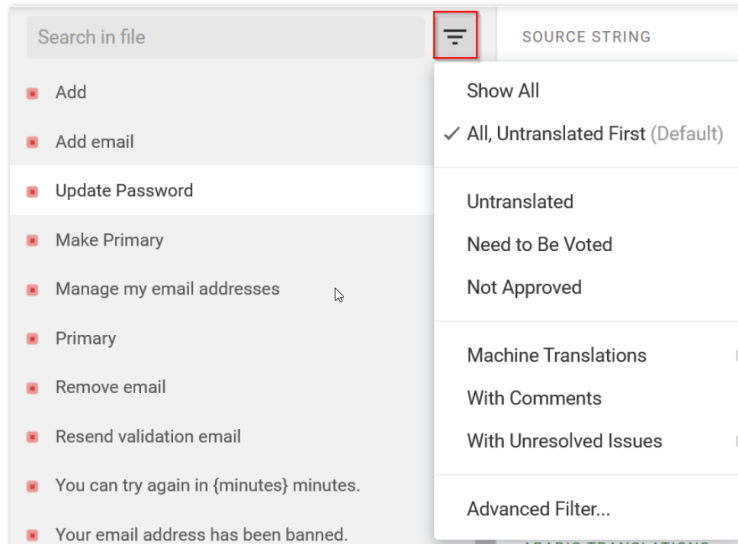 Search in file
SOURCE STRING
Add
Add email
Update Password
Make Primary
Manage my email addresses
Primary
Remove email
Resend validation email
You can try again in {minutes} minutes.
Your email address has been banned.
Show All
All, Untranslated First (Default)
Untranslated
Need to Be Voted
Not Approved
Machine Translations
With Comments
With Unresolved Issues
Advanced Filter...
ARABIC TRANSLATIONS